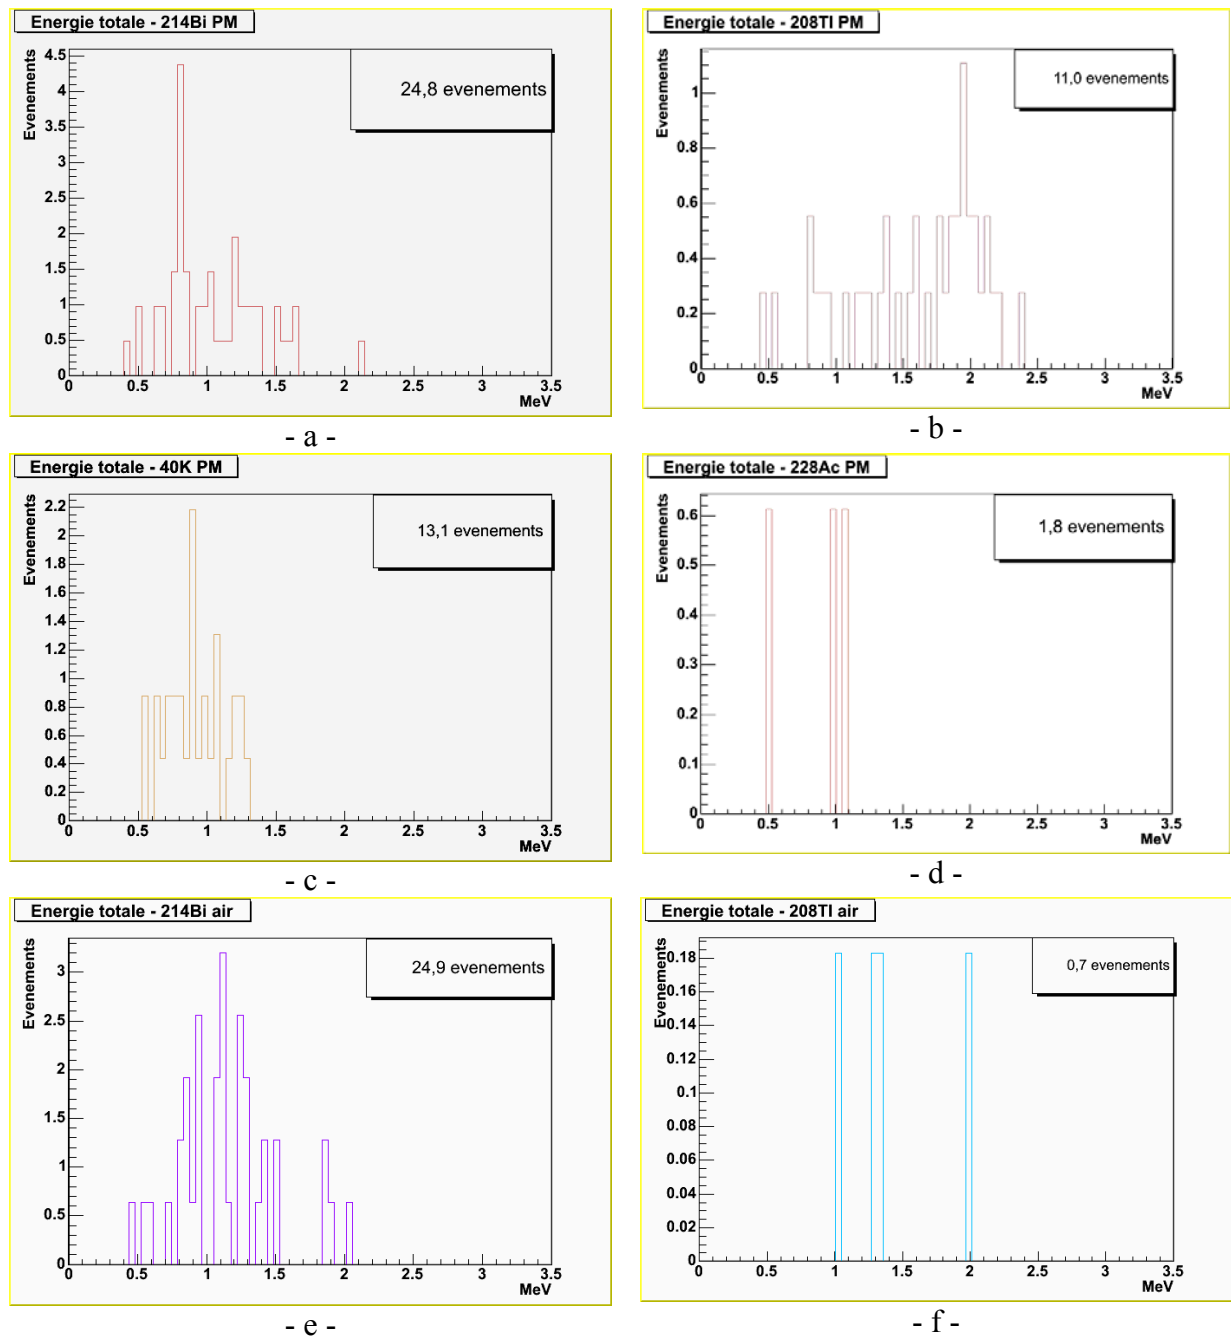 Energie totale - 214Bi PM
Evenements
24,8 evenements
4.5
4
3.5
3
2.5
2
1.5
1
0.5
0
0 0.5 1 1.5 2 2.5 3 3.5
MeV
- a -
Energie totale - 208Tl PM
Evenements
11,0 evenements
1
0.8
0.6
0.4
0.2
0
0 0.5 1 1.5 2 2.5 3 3.5
MeV
- b -
Energie totale - 40K PM
Evenements
13,1 evenements
2.2
2
1.8
1.6
1.4
1.2
1
0.8
0.6
0.4
0.2
0
0 0.5 1 1.5 2 2.5 3 3.5
MeV
- c -
Energie totale - 228Ac PM
Evenements
1,8 evenements
0.6
0.5
0.4
0.3
0.2
0.1
0
0 0.5 1 1.5 2 2.5 3 3.5
MeV
- d -
Energie totale - 214Bi air
Evenements
24,9 evenements
3
2.5
2
1.5
1
0.5
0
0 0.5 1 1.5 2 2.5 3 3.5
MeV
- e -
Energie totale - 208Tl air
Evenements
0,7 evenements
0.18
0.16
0.14
0.12
0.1
0.08
0.06
0.04
0.02
0
0 0.5 1 1.5 2 2.5 3 3.5
MeV
- f -